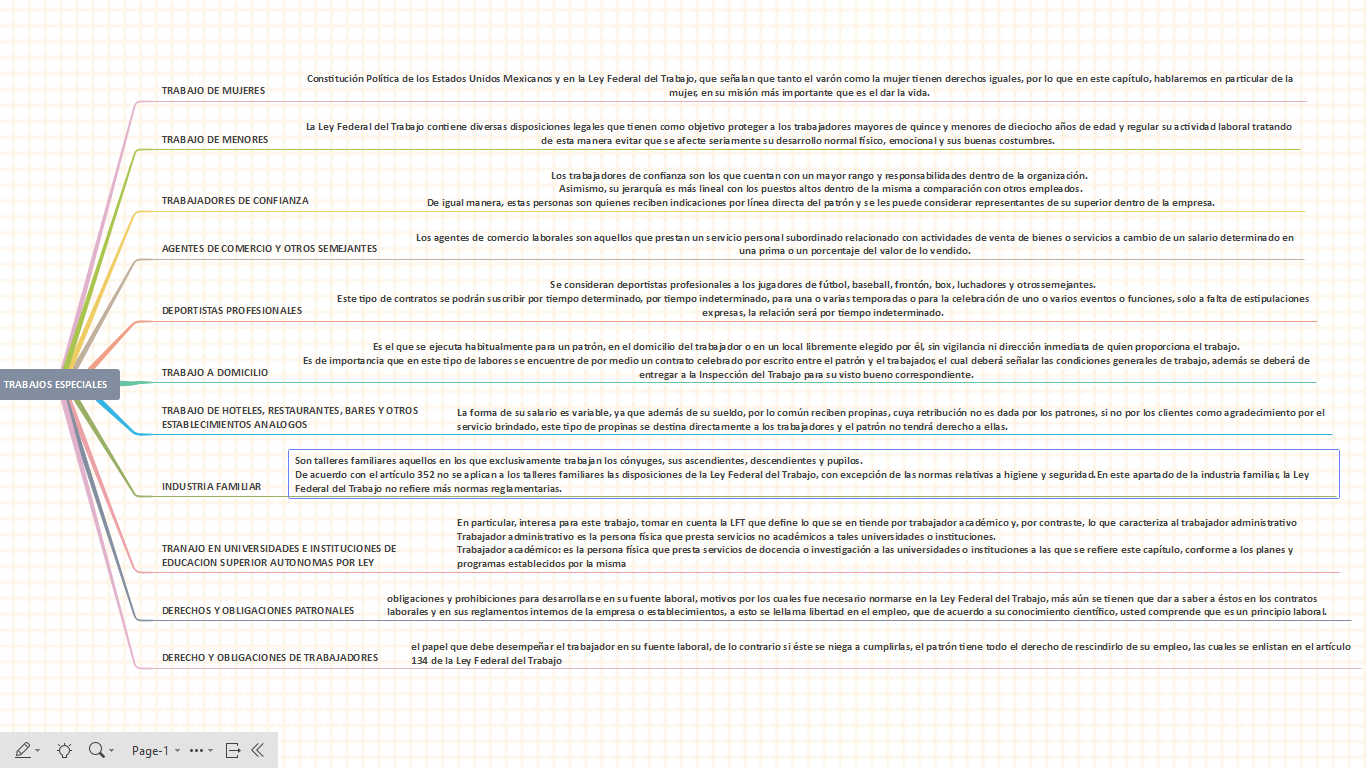 Constitución Política de los Estados Unidos Mexicanos y en la Ley Federal del Trabajo, que señalan que tanto el varón como la mujer tienen derechos iguales, por lo que en este capítulo, hablaremos en particular de la
mujer, en su misión más importante que es el dar la vida.
TRABAJO DE MUJERES
La Ley Federal del Trabajo contiene diversas disposiciones legales que tienen como objetivo proteger a los trabajadores mayores de quince y menores de dieciocho años de edad y regular su actividad laboral tratando
de esta manera evitar que se afecte seriamente su desarrollo normal físico, emocional y sus buenas costumbres.
TRABAJO DE MENORES
Los trabajadores de confianza son los que cuentan con un mayor rango y responsabilidades dentro de la organización.
Asimismo, su jerarquía es más lineal con los puestos altos dentro de la misma a comparación con otros empleados.
De igual manera, estas personas son quienes reciben indicaciones por línea directa del patrón y se les puede considerar representantes de su superior dentro de la empresa.
TRABAJADORES DE CONFIANZA
Los agentes de comercio laborales son aquellos que prestan un servicio personal subordinado relacionado con actividades de venta de bienes o servicios a cambio de un salario determinado en
una prima o un porcentaje del valor de lo vendido.
AGENTES DE COMERCIO Y OTROS SEMEJANTES
Se consideran deportistas profesionales a los jugadores de fútbol, baseball, frontón, box, luchadores y otrossemejantes.
Este tipo de contratos se podrán suscribir por tiempo determinado, por tiempo indeterminado, para una o varias temporadas o para la celebración de uno o varios eventos o funciones, solo a falta de estipulaciones
expresas, la relación será por tiempo indeterminado.
DEPORTISTAS PROFESIONALES
Es el que se ejecuta habitualmente para un patrón, en el domicilio del trabajador o en un local libremente elegido por él, sin vigilancia ni dirección inmediata de quien proporciona el trabajo.
Es de importancia que en este tipo de labores se encuentre de por medio un contrato celebrado por escrito entre el patrón y el trabajador, el cual deberá señalar las condiciones generales de trabajo, además se deberá de
entregar a la Inspección del Trabajo para su visto bueno correspondiente.
TRABAJO A DOMICILIO
TRABAJOS ESPECIALES
TRABAJO DE HOTELES, RESTAURANTES, BARES Y OTROS
ESTABLECIMIENTOS ANALOGOS
La forma de su salario es variable, ya que además de su sueldo, por lo común reciben propinas, cuya retribución no es dada por los patrones, si no por los clientes como agradecimiento por el
servicio brindado, este tipo de propinas se destina directamente a los trabajadores y el patrón no tendrá derecho a ellas.
Son talleres familiares aquellos en los que exclusivamente trabajan los cónyuges, sus ascendientes, descendientes y pupilos.
De acuerdo con el artículo 352 no se aplican a los talleres familiares las disposiciones de la Ley Federal del Trabajo, con excepción de las normas relativas a higiene y seguridad. En este apartado de la industria familiar, la Ley
Federal del Trabajo no refiere más normas reglamentarias.
INDUSTRIA FAMILIAR
En particular, interesa para este trabajo, tomar en cuenta la LFT que define lo que se en tiende por trabajador académico y, por contraste, lo que caracteriza al trabajador administrativo
Trabajador administrativo es la persona física que presta servicios no académicos a tales universidades o instituciones.
Trabajador académico: es la persona física que presta servicios de docencia o investigación a las universidades o instituciones a las que se refiere este capítulo, conforme a los planes y
programas establecidos por la misma
TRANAJO EN UNIVERSIDADES E INSTITUCIONES DE
EDUCACION SUPERIOR AUTONOMAS POR LEY
obligaciones y prohibiciones para desarrollarse en su fuente laboral, motivos por los cuales fue necesario normarse en la Ley Federal del Trabajo, más aún se tienen que dar a saber a éstos en los contratos
laborales y en sus reglamentos internos de la empresa o establecimientos, a esto se lellama libertad en el empleo, que de acuerdo a su conocimiento científico, usted comprende que es un principio laboral.
DERECHOS Y OBLIGACIONES PATRONALES
el papel que debe desempeñar el trabajador en su fuente laboral, de lo contrario si éste se niega a cumplirlas, el patrón tiene todo el derecho de rescindirlo de su empleo, las cuales se enlistan en el artículo
134 de la Ley Federal del Trabajo
DERECHO Y OBLIGACIONES DE TRABAJADORES
Page-1